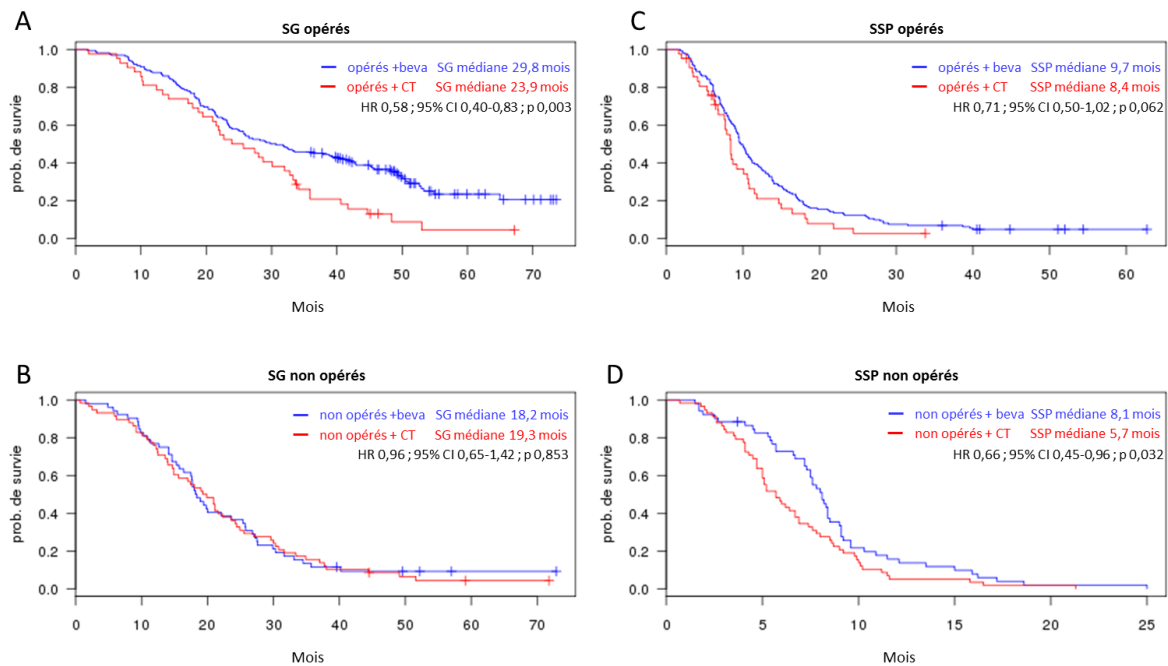 A
SG opérés
1.0
0.8
0.6
0.4
0.2
0.0
prob. de survie
opérés +beva SG médiane 29,8 mois
opérés + CT SG médiane 23,9 mois
HR 0,58 ; 95% CI 0,40-0,83 ; p 0,003
0 10 20 30 40 50 60 70
Mois
C
SSP opérés
1.0
0.8
0.6
0.4
0.2
0.0
prob. de survie
opérés + beva SSP médiane 9,7 mois
opérés + CT SSP médiane 8,4 mois
HR 0,71 ; 95% CI 0,50-1,02 ; p 0,062
0 10 20 30 40 50 60
Mois
B
SG non opérés
1.0
0.8
0.6
0.4
0.2
0.0
prob. de survie
non opérés +beva SG médiane 18,2 mois
non opérés + CT SG médiane 19,3 mois
HR 0,96 ; 95% CI 0,65-1,42 ; p 0,853
0 10 20 30 40 50 60 70
Mois
D
SSP non opérés
1.0
0.8
0.6
0.4
0.2
0.0
prob. de survie
non opérés + beva SSP médiane 8,1 mois
non opérés + CT SSP médiane 5,7 mois
HR 0,66 ; 95% CI 0,45-0,96 ; p 0,032
0 5 10 15 20 25
Mois